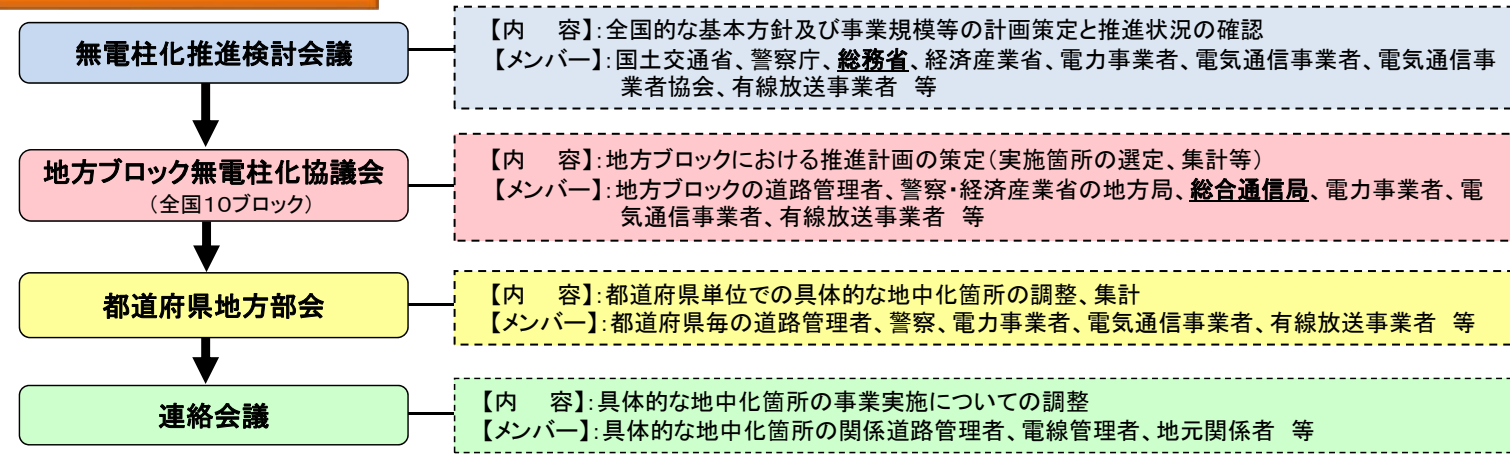 無電柱化推進検討会議
【内　容】：全国的な基本方針及び事業規模等の計画策定と推進状況の確認
【メンバー】：国土交通省、警察庁、総務省、経済産業省、電力事業者、電気通信事業者、電気通信事
業者協会、有線放送事業者　等
地方ブロック無電柱化協議会
（全国１０ブロック）
【内　容】：地方ブロックにおける推進計画の策定（実施箇所の選定、集計等）
【メンバー】：地方ブロックの道路管理者、警察・経済産業省の地方局、総合通信局、電力事業者、電
気通信事業者、有線放送事業者　等
都道府県地方部会
【内　容】：都道府県単位での具体的な地中化箇所の調整、集計
【メンバー】：都道府県毎の道路管理者、警察、電力事業者、電気通信事業者、有線放送事業者　等
連絡会議
【内　容】：具体的な地中化箇所の事業実施についての調整
【メンバー】：具体的な地中化箇所の関係道路管理者、電線管理者、地元関係者　等